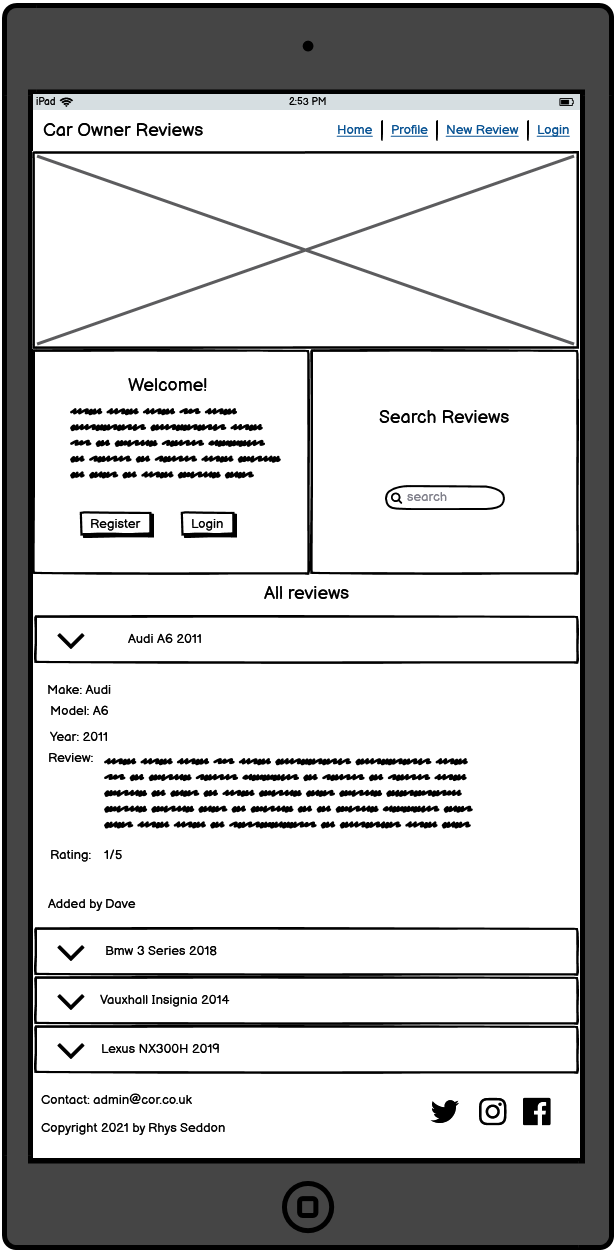 iPad 2:53 PM
Car Owner Reviews Home Profile New Review Login
Welcome!
Register Login
Search Reviews
search
All reviews
Audi A6 2011
Make: Audi
Model: A6
Year: 2011
Review:
Rating: 1/5
Added by Dave
Bmw 3 Series 2018
Vauxhall Insignia 2014
Lexus NX300H 2019
Contact: admin@cor.co.uk
Copyright 2021 by Rhys Seddon